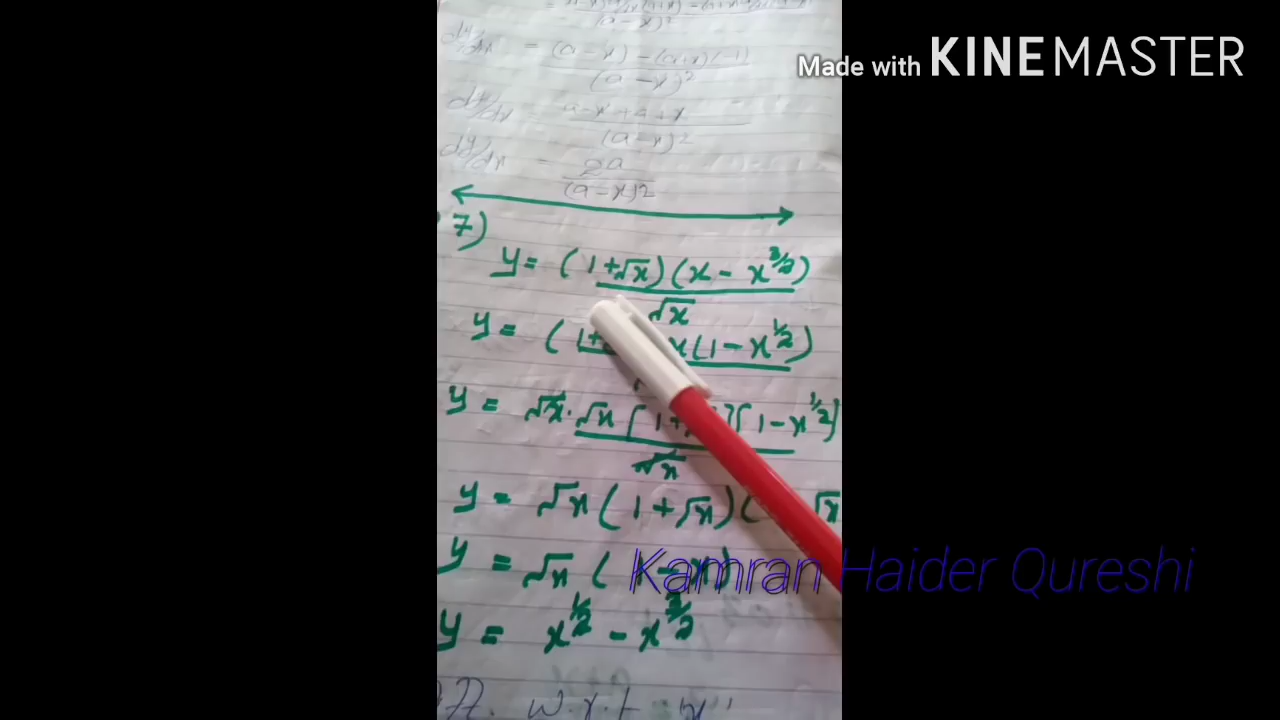 Made with KINEMASTER
(a-x)²
dy/dx = (a-x) - (a+x)(-1)
(a-x)²
dy/dx = a-x+a+x
(a-x)²
dy/dx = 2a
(a-x)2
7)
y = (1+√x)(x - x^3/2)
√x
y = (1+ x(1-x^1/2)
y = √x.√x [1+ ][1-x^1/2]
√x
y = √x(1+√x)( √x
y = √x(1-x)
Kamran Haider Qureshi
y = x^1/2 - x^3/2
w.r.t 'x'